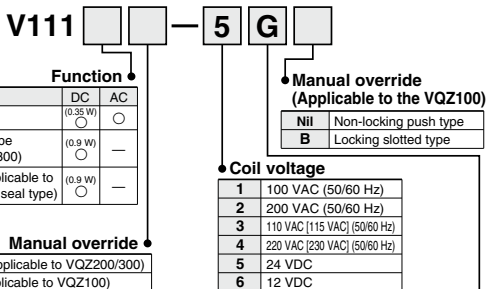 V111 — 5 G
Function
DC AC
(0.35 W) ○ ○
be
300) (0.9 W) ○ —
licable to
seal type) (0.9 W) ○ —
Manual override
pplicable to VQZ200/300)
licable to VQZ100)
Manual override
(Applicable to the VQZ100)
Nil Non-locking push type
B Locking slotted type
Coil voltage
1 100 VAC (50/60 Hz)
2 200 VAC (50/60 Hz)
3 110 VAC [115 VAC] (50/60 Hz)
4 220 VAC [230 VAC] (50/60 Hz)
5 24 VDC
6 12 VDC